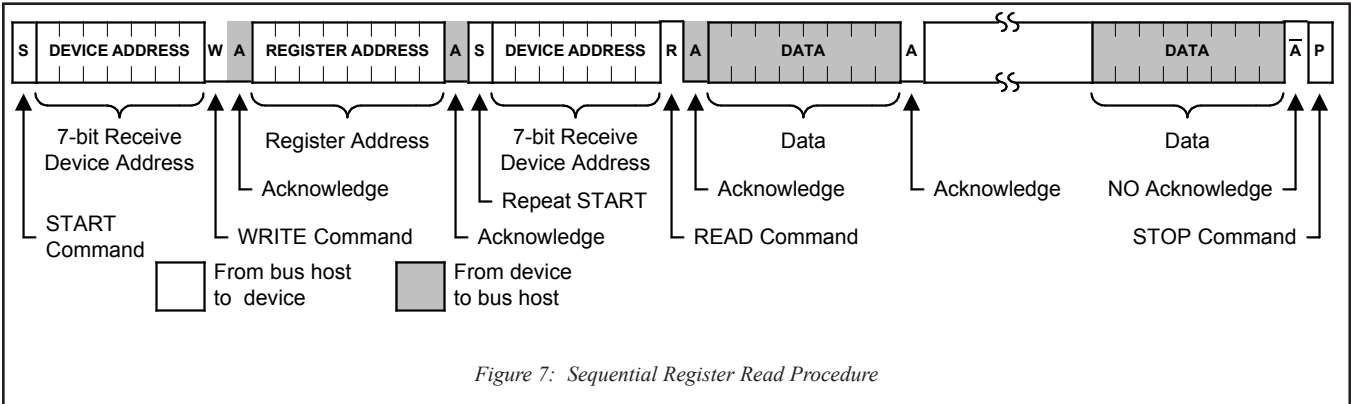 S DEVICE ADDRESS W A REGISTER ADDRESS A S DEVICE ADDRESS R A DATA A DATA A̅ P
7-bit Receive
Device Address
Register Address
7-bit Receive
Device Address
Data
Data
Acknowledge
Repeat START
Acknowledge
Acknowledge
NO Acknowledge
START
Command
WRITE Command
Acknowledge
READ Command
STOP Command
From bus host
to device
From device
to bus host
Figure 7: Sequential Register Read Procedure